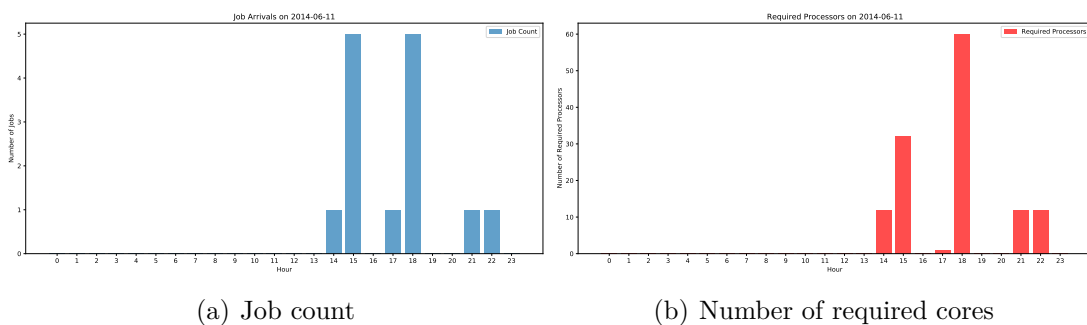 Job Arrivals on 2014-06-11
Job Count
Number of Jobs
5
4
3
2
1
0
0 1 2 3 4 5 6 7 8 9 10 11 12 13 14 15 16 17 18 19 20 21 22 23
Hour
(a) Job count
Required Processors on 2014-06-11
Required Processors
Number of Required Processors
60
50
40
30
20
10
0
0 1 2 3 4 5 6 7 8 9 10 11 12 13 14 15 16 17 18 19 20 21 22 23
Hour
(b) Number of required cores